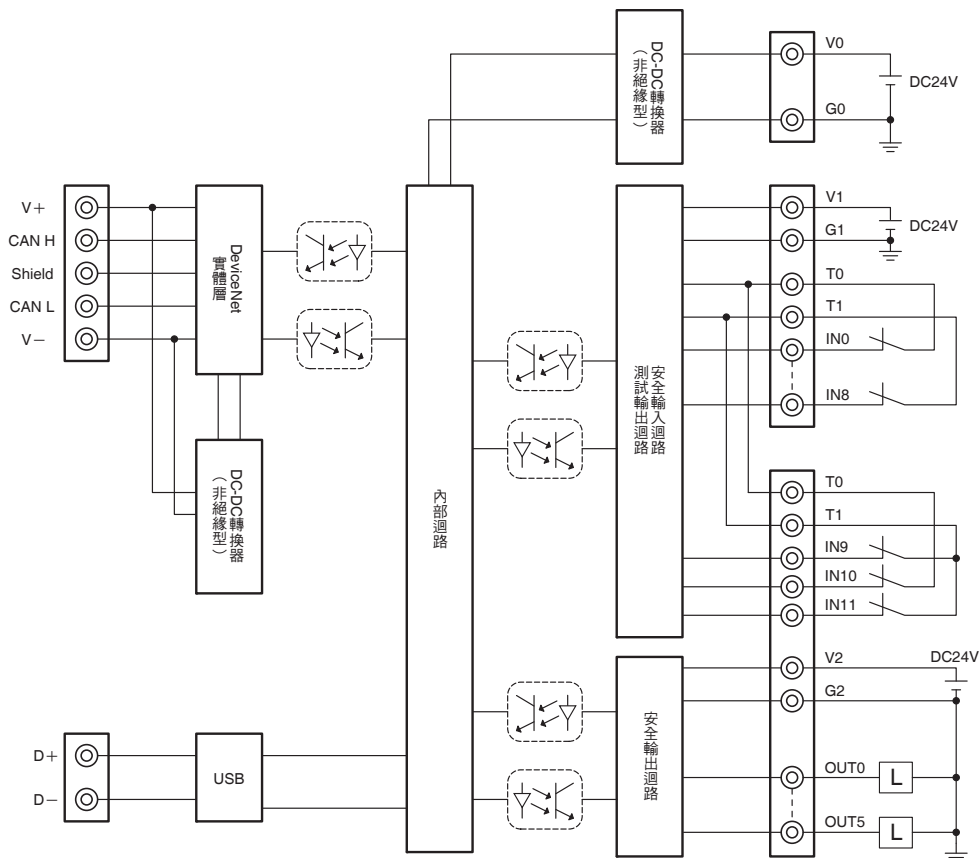 DC-DC轉換器
（非絕緣型）
V0
DC24V
G0
V+
CAN H
Shield
CAN L
V−
DeviceNet
實體層
DC-DC轉換器
（非絕緣型）
內部迴路
安全輸入迴路
測試輸出迴路
V1
DC24V
G1
T0
T1
IN0
IN8
T0
T1
IN9
IN10
IN11
安全輸出迴路
V2
DC24V
G2
OUT0
L
OUT5
L
D+
D−
USB